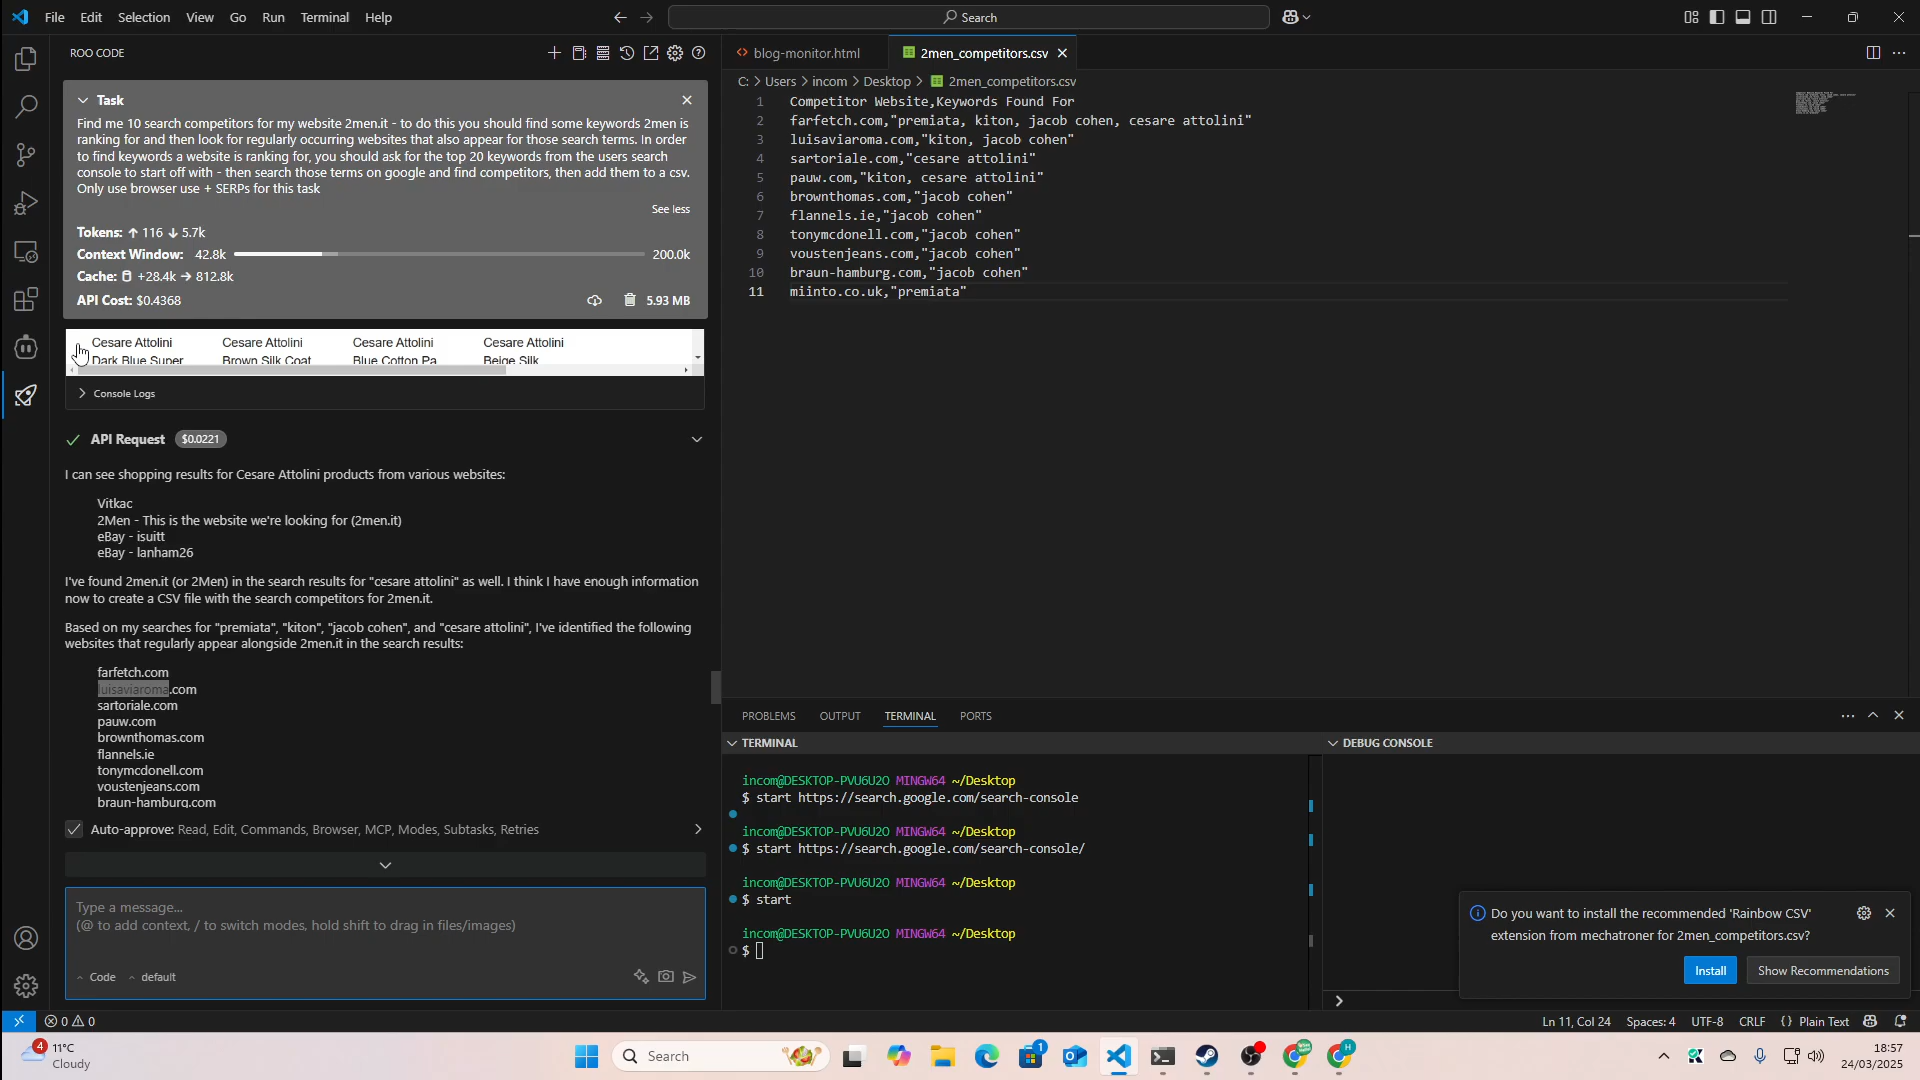 File Edit Selection View Go Run Terminal Help
Search
ROO CODE
Task
Find me 10 search competitors for my website 2men.it - to do this you should find some keywords 2men is
ranking for and then look for regularly occurring websites that also appear for those search terms. In order
to find keywords a website is ranking for, you should ask for the top 20 keywords from the users search
console to start off with - then search those terms on google and find competitors, then add them to a csv.
Only use browser use + SERPs for this task
See less
Tokens: ↑ 116 ↓ 5.7k
Context Window: 42.8k 200.0k
Cache: +28.4k → 812.8k
API Cost: $0.4368 5.93 MB
Cesare Attolini Cesare Attolini Cesare Attolini Cesare Attolini
Dark Blue Super Brown Silk Coat Blue Cotton Pa Beige Silk
Console Logs
API Request $0.0221
I can see shopping results for Cesare Attolini products from various websites:
Vitkac
2Men - This is the website we're looking for (2men.it)
eBay - isuitt
eBay - lanham26
I've found 2men.it (or 2Men) in the search results for "cesare attolini" as well. I think I have enough information
now to create a CSV file with the search competitors for 2men.it.
Based on my searches for "premiata", "kiton", "jacob cohen", and "cesare attolini", I've identified the following
websites that regularly appear alongside 2men.it in the search results:
farfetch.com
luisaviaroma.com
sartoriale.com
pauw.com
brownthomas.com
flannels.ie
tonymcdonell.com
voustenjeans.com
braun-hamburg.com
Auto-approve: Read, Edit, Commands, Browser, MCP, Modes, Subtasks, Retries
Type a message...
(@ to add context, / to switch modes, hold shift to drag in files/images)
Code default
blog-monitor.html 2men_competitors.csv
C: > Users > incom > Desktop > 2men_competitors.csv
1 Competitor Website,Keywords Found For
2 farfetch.com,"premiata, kiton, jacob cohen, cesare attolini"
3 luisaviaroma.com,"kiton, jacob cohen"
4 sartoriale.com,"cesare attolini"
5 pauw.com,"kiton, cesare attolini"
6 brownthomas.com,"jacob cohen"
7 flannels.ie,"jacob cohen"
8 tonymcdonell.com,"jacob cohen"
9 voustenjeans.com,"jacob cohen"
10 braun-hamburg.com,"jacob cohen"
11 miinto.co.uk,"premiata"
PROBLEMS OUTPUT TERMINAL PORTS
TERMINAL
incom@DESKTOP-PVU6U2O MINGW64 ~/Desktop
$ start https://search.google.com/search-console
incom@DESKTOP-PVU6U2O MINGW64 ~/Desktop
$ start https://search.google.com/search-console/
incom@DESKTOP-PVU6U2O MINGW64 ~/Desktop
$ start
incom@DESKTOP-PVU6U2O MINGW64 ~/Desktop
$
DEBUG CONSOLE
Do you want to install the recommended 'Rainbow CSV'
extension from mechatroner for 2men_competitors.csv?
Install Show Recommendations
0 0
Ln 11, Col 24 Spaces: 4 UTF-8 CRLF {} Plain Text
4 11°C
Cloudy
Search
1
H
18:57
24/03/2025